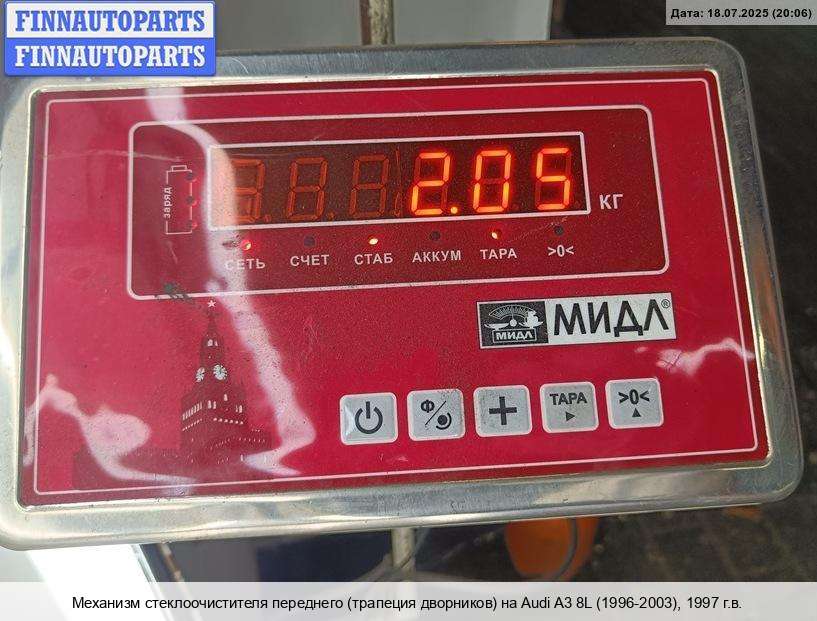 FINNAUTOPARTS
FINNAUTOPARTS
Дата: 18.07.2025 (20:06)
заряд
2.05
КГ
СЕТЬ СЧЕТ СТАБ АККУМ ТАРА >0<
МИДЛ МИДЛ®
Ф/
+
ТАРА
>0<
Механизм стеклоочистителя переднего (трапеция дворников) на Audi A3 8L (1996-2003), 1997 г.в.